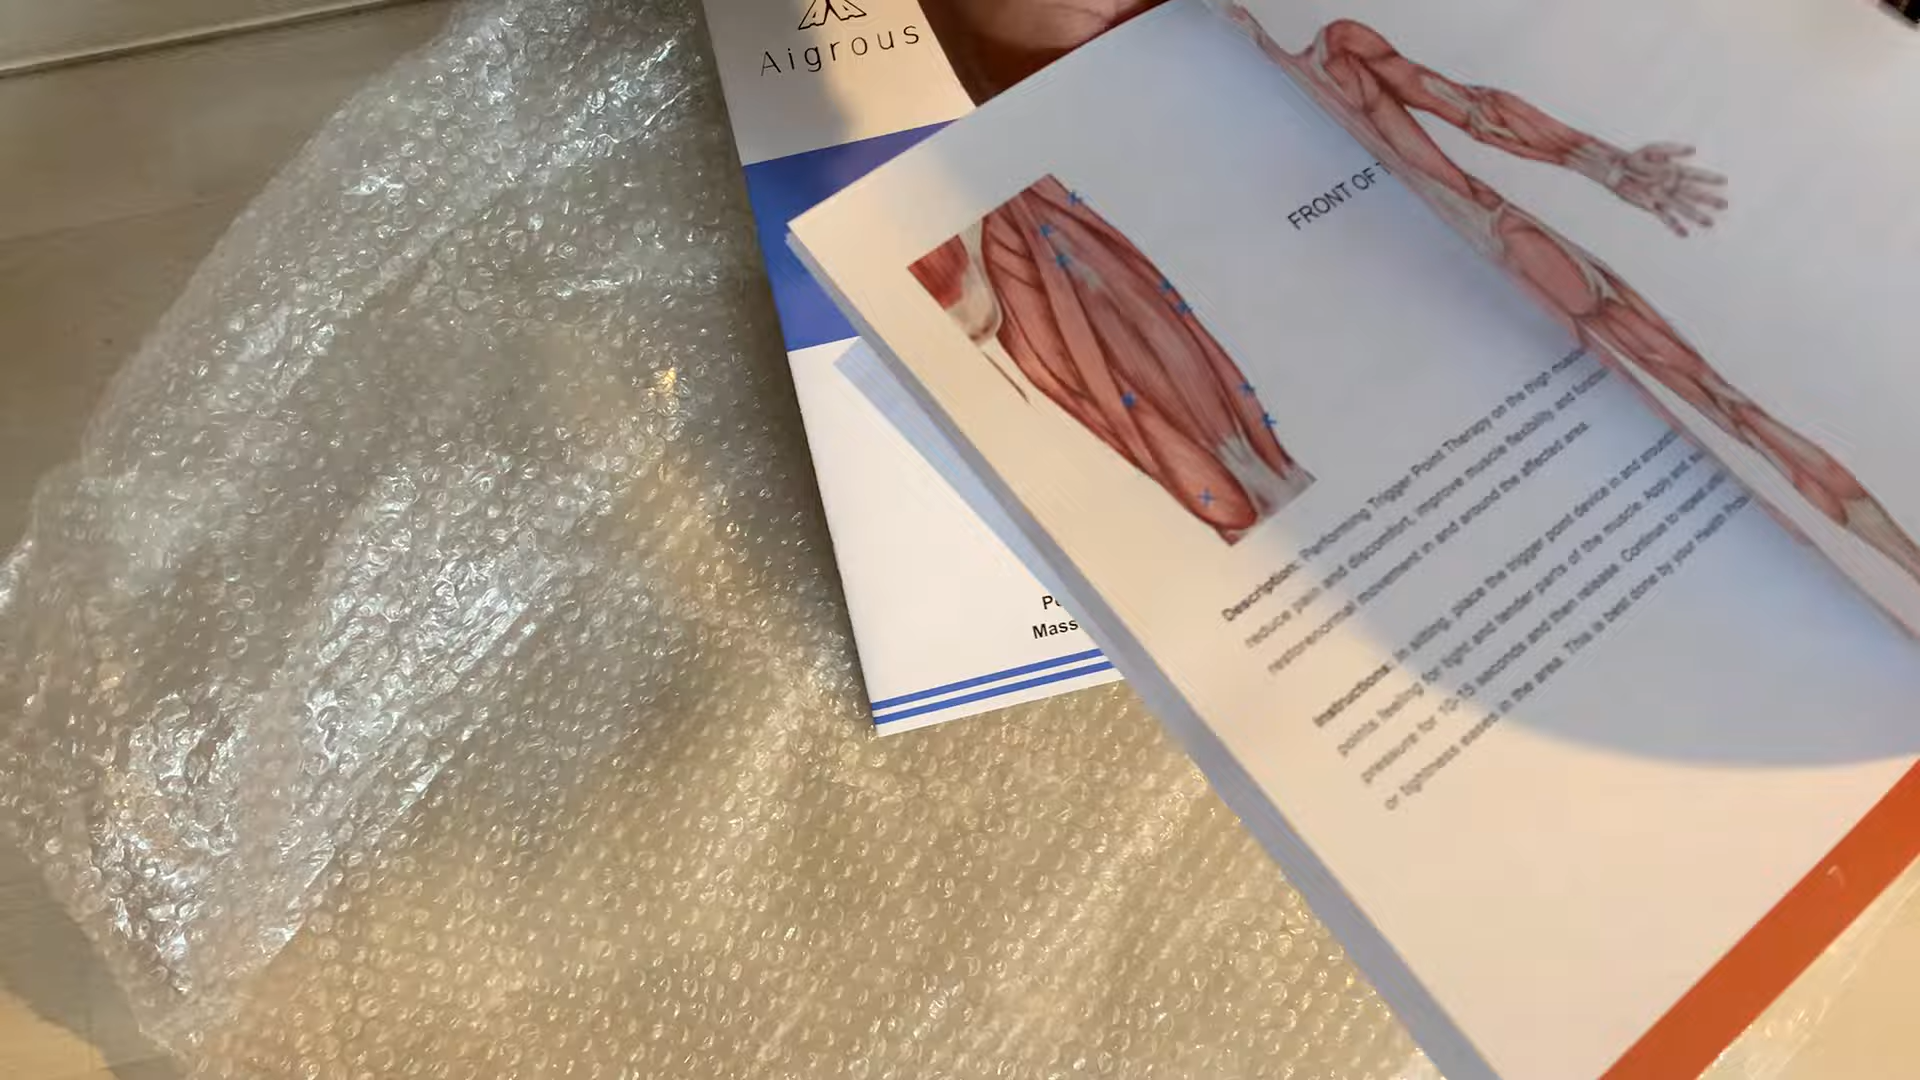 Aigrous
FRONT OF T
Description: Performing Trigger Point Therapy on the thigh muscle
reduce pain and discomfort, improve muscle flexibility and function
restore normal movement in and around the affected area.
Instructions: In sitting, place the trigger point device in and around
points, feeling for tight and tender parts of the muscle. Apply and
pressure for 10-15 seconds and then release. Continue to repeat until
or tightness eases in the area. This is best done by your Health
Mass